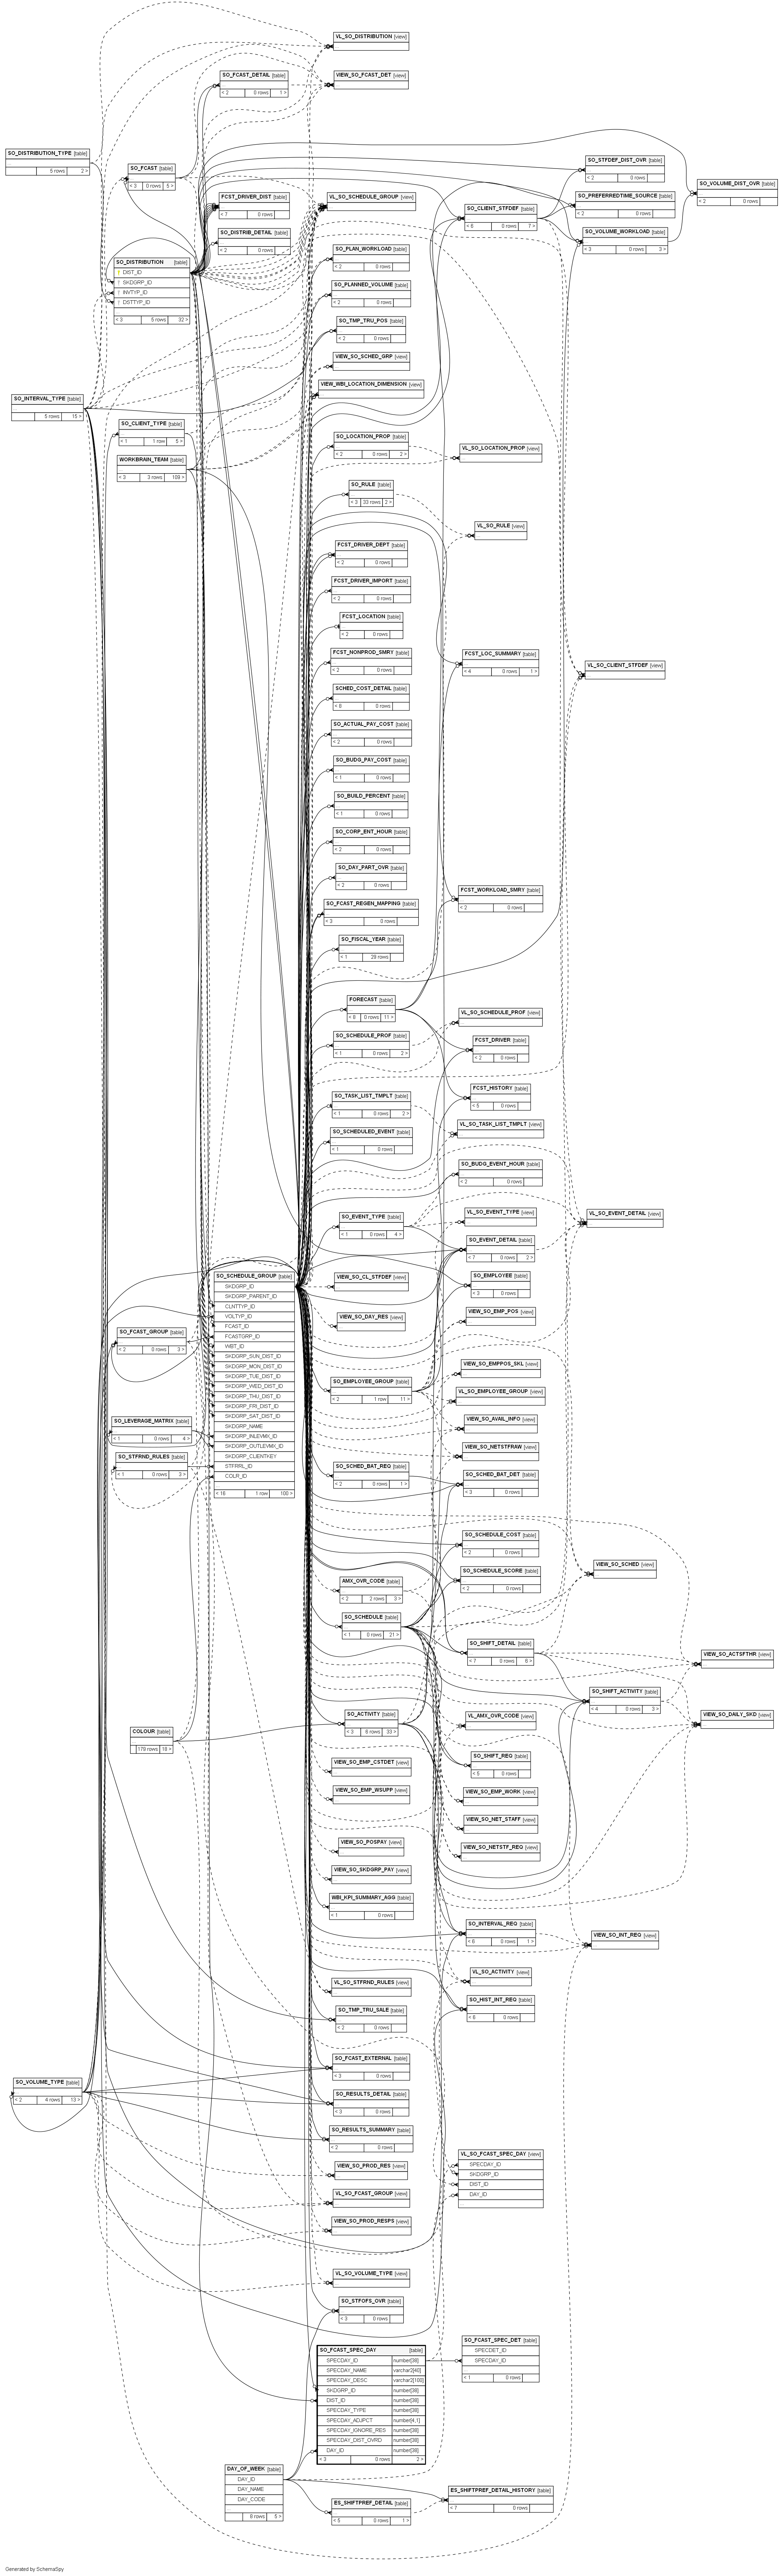 VL_SO_DISTRIBUTION [view]
...
SO_FCAST_DETAIL [table]
...
< 2 0 rows 1 >
VIEW_SO_FCAST_DET [view]
...
SO_DISTRIBUTION_TYPE [table]
...
5 rows 2 >
SO_FCAST [table]
...
< 3 0 rows 5 >
SO_STFDEF_DIST_OVR [table]
...
< 2 0 rows
SO_VOLUME_DIST_OVR [table]
...
< 2 0 rows
FCST_DRIVER_DIST [table]
...
< 7 0 rows
VL_SO_SCHEDULE_GROUP [view]
...
SO_CLIENT_STFDEF [table]
...
< 6 0 rows 7 >
SO_PREFERREDTIME_SOURCE [table]
...
< 2 0 rows
SO_DISTRIB_DETAIL [table]
...
< 2 0 rows
SO_VOLUME_WORKLOAD [table]
...
< 3 0 rows 3 >
SO_PLAN_WORKLOAD [table]
...
< 2 0 rows
SO_DISTRIBUTION [table]
DIST_ID
SKDGRP_ID
INVTYP_ID
DSTTYP_ID
...
< 3 5 rows 32 >
SO_PLANNED_VOLUME [table]
...
< 2 0 rows
SO_TMP_TRU_POS [table]
...
< 2 0 rows
VIEW_SO_SCHED_GRP [view]
...
VIEW_WBI_LOCATION_DIMENSION [view]
...
SO_INTERVAL_TYPE [table]
...
5 rows 15 >
SO_CLIENT_TYPE [table]
...
< 1 1 row 5 >
SO_LOCATION_PROP [table]
...
< 2 0 rows 2 >
VL_SO_LOCATION_PROP [view]
...
WORKBRAIN_TEAM [table]
...
< 3 3 rows 109 >
SO_RULE [table]
...
< 3 33 rows 2 >
VL_SO_RULE [view]
...
FCST_DRIVER_DEPT [table]
...
< 2 0 rows
FCST_DRIVER_IMPORT [table]
...
< 2 0 rows
FCST_LOCATION [table]
...
< 2 0 rows
FCST_NONPROD_SMRY [table]
...
< 2 0 rows
FCST_LOC_SUMMARY [table]
...
< 4 0 rows 1 >
VL_SO_CLIENT_STFDEF [view]
...
SCHED_COST_DETAIL [table]
...
< 8 0 rows
SO_ACTUAL_PAY_COST [table]
...
< 2 0 rows
SO_BUDG_PAY_COST [table]
...
< 1 0 rows
SO_BUILD_PERCENT [table]
...
< 1 0 rows
SO_CORP_ENT_HOUR [table]
...
< 2 0 rows
SO_DAY_PART_OVR [table]
...
< 2 0 rows
FCST_WORKLOAD_SMRY [table]
...
< 2 0 rows
SO_FCAST_REGEN_MAPPING [table]
...
< 3 0 rows
SO_FISCAL_YEAR [table]
...
< 1 29 rows
FORECAST [table]
...
< 8 0 rows 11 >
VL_SO_SCHEDULE_PROF [view]
...
SO_SCHEDULE_PROF [table]
...
< 1 0 rows 2 >
FCST_DRIVER [table]
...
< 2 0 rows
FCST_HISTORY [table]
...
< 5 0 rows
SO_TASK_LIST_TMPLT [table]
...
< 1 0 rows 2 >
VL_SO_TASK_LIST_TMPLT [view]
...
SO_SCHEDULED_EVENT [table]
...
< 1 0 rows
SO_BUDG_EVENT_HOUR [table]
...
< 2 0 rows
SO_EVENT_TYPE [table]
...
< 1 0 rows 4 >
VL_SO_EVENT_TYPE [view]
...
VL_SO_EVENT_DETAIL [view]
...
SO_EVENT_DETAIL [table]
...
< 7 0 rows 2 >
VIEW_SO_CL_STFDEF [view]
...
SO_EMPLOYEE [table]
...
< 3 0 rows
VIEW_SO_DAY_RES [view]
...
VIEW_SO_EMP_POS [view]
...
SO_SCHEDULE_GROUP [table]
SKDGRP_ID
SKDGRP_PARENT_ID
CLNTTYP_ID
VOLTYP_ID
FCAST_ID
FCASTGRP_ID
WBT_ID
SKDGRP_SUN_DIST_ID
SKDGRP_MON_DIST_ID
SKDGRP_TUE_DIST_ID
SKDGRP_WED_DIST_ID
SKDGRP_THU_DIST_ID
SKDGRP_FRI_DIST_ID
SKDGRP_SAT_DIST_ID
SKDGRP_NAME
SKDGRP_INLEVMX_ID
SKDGRP_OUTLEVMX_ID
SKDGRP_CLIENTKEY
STFRRL_ID
COLR_ID
...
< 16 1 row 100 >
SO_FCAST_GROUP [table]
...
< 2 0 rows 3 >
VIEW_SO_EMPPOS_SKL [view]
...
SO_EMPLOYEE_GROUP [table]
...
< 2 1 row 11 >
VL_SO_EMPLOYEE_GROUP [view]
...
SO_LEVERAGE_MATRIX [table]
...
< 1 0 rows 4 >
VIEW_SO_AVAIL_INFO [view]
...
VIEW_SO_NETSTFRAW [view]
...
SO_STFRND_RULES [table]
...
< 1 0 rows 3 >
SO_SCHED_BAT_REQ [table]
...
< 2 0 rows 1 >
SO_SCHED_BAT_DET [table]
...
< 3 0 rows
SO_SCHEDULE_COST [table]
...
< 2 0 rows
SO_SCHEDULE_SCORE [table]
...
< 2 0 rows
VIEW_SO_SCHED [view]
...
AMX_OVR_CODE [table]
...
< 2 2 rows 3 >
SO_SCHEDULE [table]
...
< 1 0 rows 21 >
SO_SHIFT_DETAIL [table]
...
< 7 0 rows 6 >
VIEW_SO_ACTSFTHR [view]
...
SO_SHIFT_ACTIVITY [table]
...
< 4 0 rows 3 >
SO_ACTIVITY [table]
...
< 3 6 rows 33 >
VL_AMX_OVR_CODE [view]
...
VIEW_SO_DAILY_SKD [view]
...
COLOUR [table]
...
179 rows 18 >
SO_SHIFT_REQ [table]
...
< 5 0 rows
VIEW_SO_EMP_CSTDET [view]
...
VIEW_SO_EMP_WSUPP [view]
...
VIEW_SO_EMP_WORK [view]
...
VIEW_SO_NET_STAFF [view]
...
VIEW_SO_POSPAY [view]
...
VIEW_SO_NETSTF_REQ [view]
...
VIEW_SO_SKDGRP_PAY [view]
...
WBI_KPI_SUMMARY_AGG [table]
...
< 1 0 rows
SO_INTERVAL_REQ [table]
...
< 8 0 rows 1 >
VIEW_SO_INT_REQ [view]
...
VL_SO_STFRND_RULES [view]
...
VL_SO_ACTIVITY [view]
...
SO_TMP_TRU_SALE [table]
...
< 2 0 rows
SO_HIST_INT_REQ [table]
...
< 6 0 rows
SO_FCAST_EXTERNAL [table]
...
< 3 0 rows
SO_VOLUME_TYPE [table]
...
< 2 4 rows 13 >
SO_RESULTS_DETAIL [table]
...
< 3 0 rows
SO_RESULTS_SUMMARY [table]
...
< 2 0 rows
VIEW_SO_PROD_RES [view]
...
VL_SO_FCAST_SPEC_DAY [view]
SPECDAY_ID
SKDGRP_ID
DIST_ID
DAY_ID
...
VL_SO_FCAST_GROUP [view]
...
VIEW_SO_PROD_RESPS [view]
...
VL_SO_VOLUME_TYPE [view]
...
SO_STFOFS_OVR [table]
...
< 3 0 rows
SO_FCAST_SPEC_DAY [table]
SPECDAY_ID number[38]
SPECDAY_NAME varchar2[40]
SPECDAY_DESC varchar2[100]
SKDGRP_ID number[38]
DIST_ID number[38]
SPECDAY_TYPE number[38]
SPECDAY_ADJPCT number[4,1]
SPECDAY_IGNORE_RES number[38]
SPECDAY_DIST_OVRD number[38]
DAY_ID number[38]
< 3 0 rows 2 >
SO_FCAST_SPEC_DET [table]
SPECDET_ID
SPECDAY_ID
...
< 1 0 rows
DAY_OF_WEEK [table]
DAY_ID
DAY_NAME
DAY_CODE
...
8 rows 5 >
ES_SHIFTPREF_DETAIL_HISTORY [table]
...
< 7 0 rows
ES_SHIFTPREF_DETAIL [table]
...
< 5 0 rows 1 >
Generated by SchemaSpy